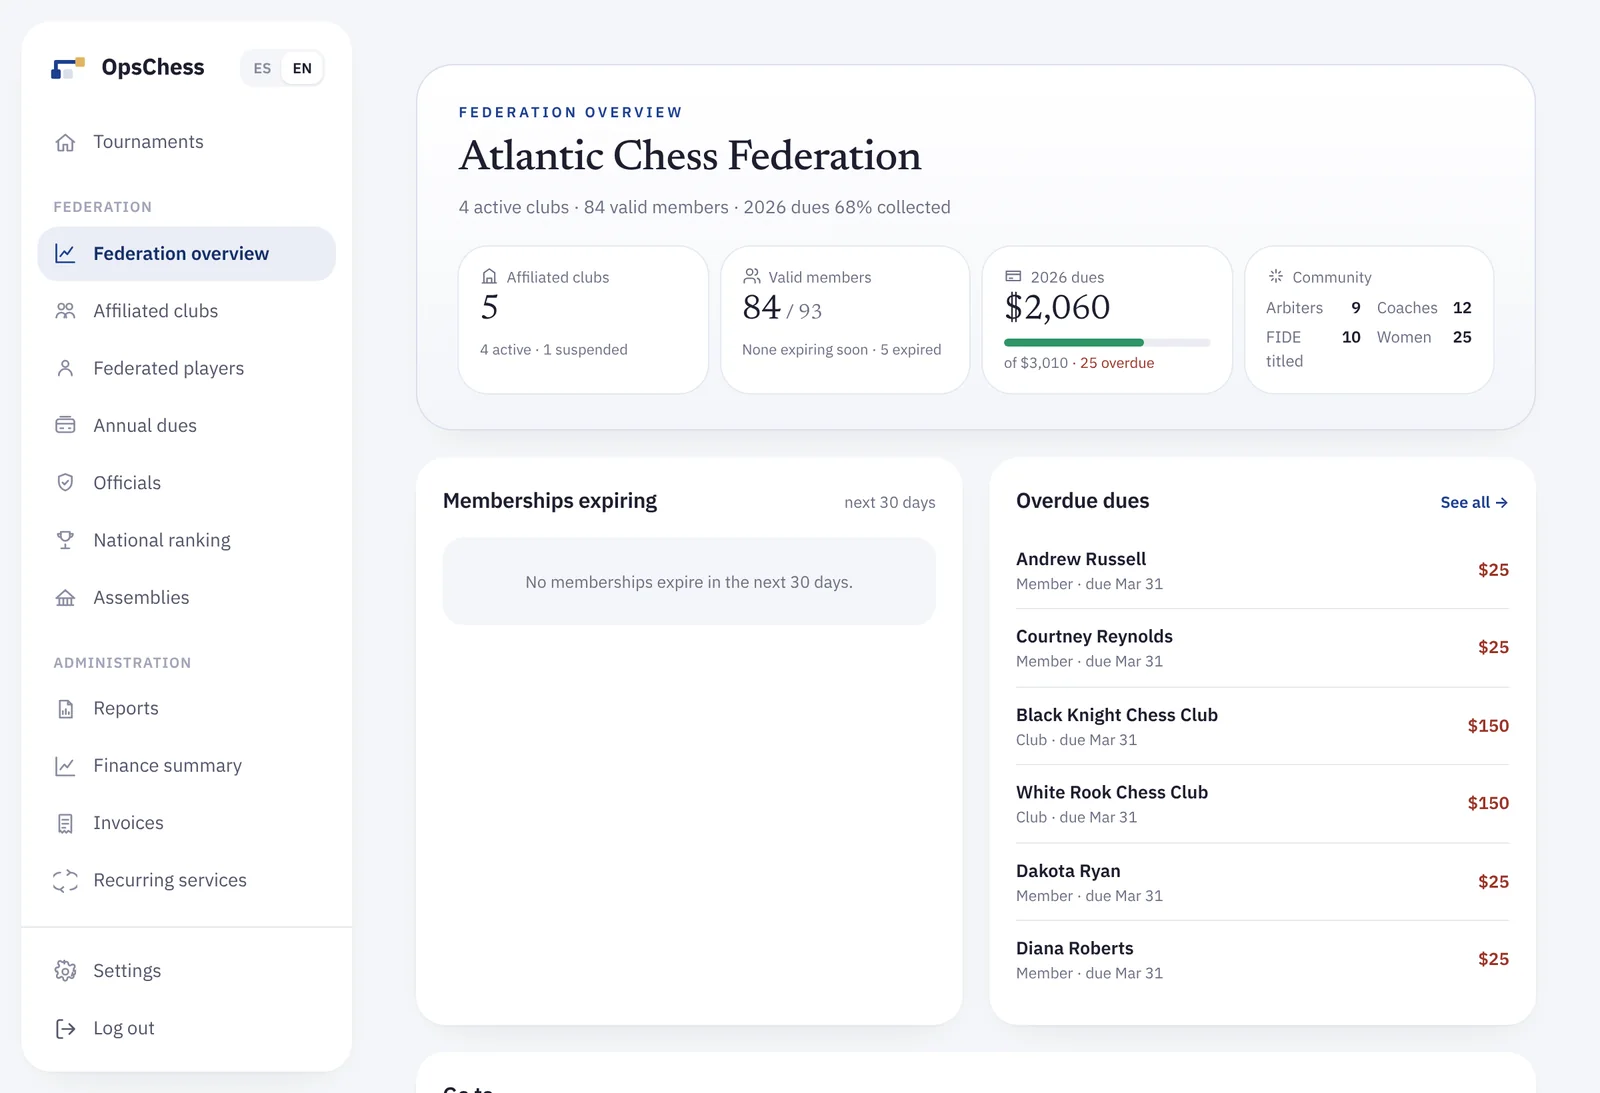 OpsChess
ES EN
Tournaments
FEDERATION
Federation overview
Affiliated clubs
Federated players
Annual dues
Officials
National ranking
Assemblies
ADMINISTRATION
Reports
Finance summary
Invoices
Recurring services
Settings
Log out
FEDERATION OVERVIEW
Atlantic Chess Federation
4 active clubs · 84 valid members · 2026 dues 68% collected
Affiliated clubs
5
4 active · 1 suspended
Valid members
84 / 93
None expiring soon · 5 expired
2026 dues
$2,060
of $3,010 · 25 overdue
Community
Arbiters 9 Coaches 12
FIDE titled 10 Women 25
Memberships expiring
next 30 days
No memberships expire in the next 30 days.
Overdue dues
See all →
Andrew Russell
Member · due Mar 31
$25
Courtney Reynolds
Member · due Mar 31
$25
Black Knight Chess Club
Club · due Mar 31
$150
White Rook Chess Club
Club · due Mar 31
$150
Dakota Ryan
Member · due Mar 31
$25
Diana Roberts
Member · due Mar 31
$25